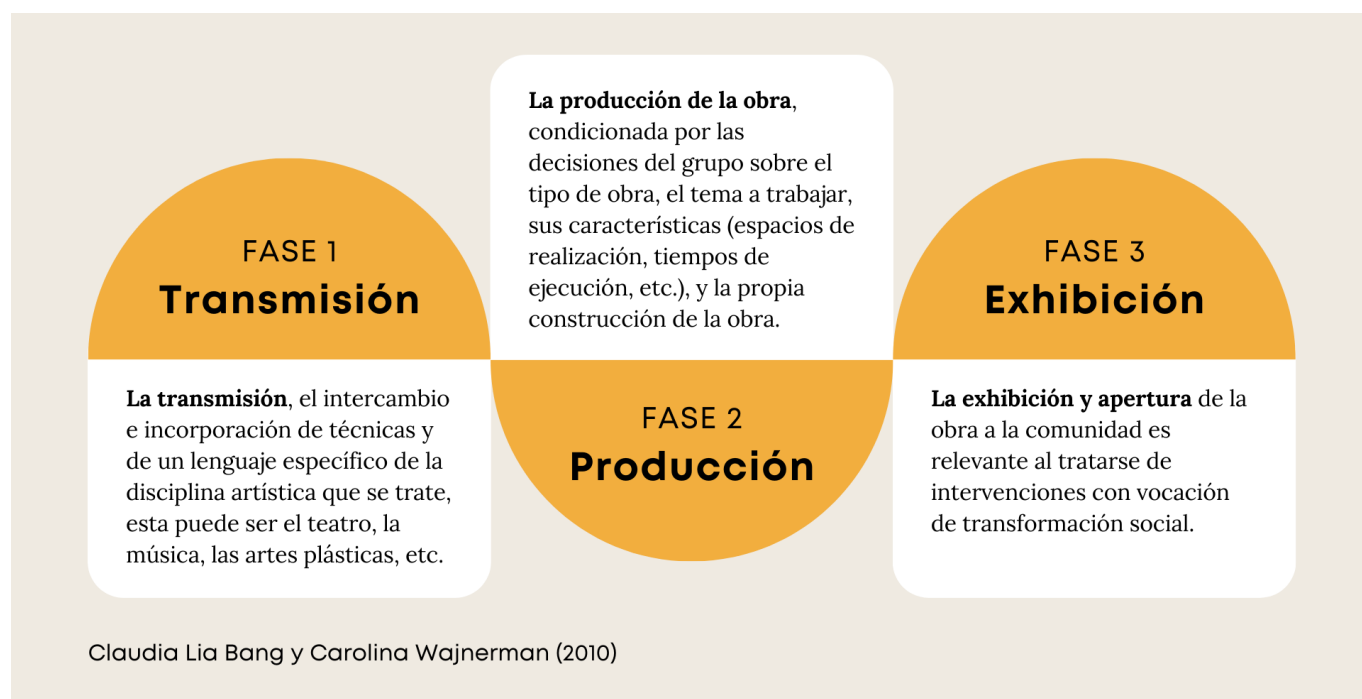 FASE 1
Transmisión
La transmisión, el intercambio
e incorporación de técnicas y
de un lenguaje específico de la
disciplina artística que se trate,
esta puede ser el teatro, la
música, las artes plásticas, etc.
La producción de la obra,
condicionada por las
decisiones del grupo sobre el
tipo de obra, el tema a trabajar,
sus características (espacios de
realización, tiempos de
ejecución, etc.), y la propia
construcción de la obra.
FASE 2
Producción
FASE 3
Exhibición
La exhibición y apertura de la
obra a la comunidad es
relevante al tratarse de
intervenciones con vocación
de transformación social.
Claudia Lia Bang y Carolina Wajnerman (2010)